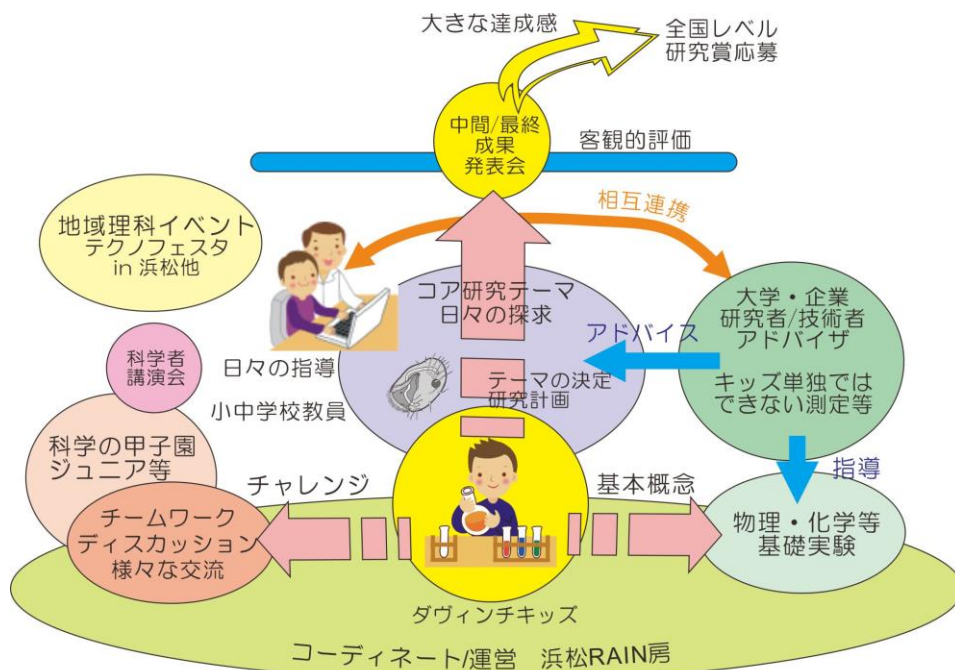 大きな達成感
全国レベル
研究賞応募
中間/最終
成果
発表会
客観的評価
相互連携
地域理科イベント
テクノフェスタ
in 浜松他
コア研究テーマ
日々の探求
大学・企業
研究者/技術者
アドバイザ
キッズ単独では
できない測定等
アドバイス
科学者
講演会
日々の指導
小中学校教員
テーマの決定
研究計画
科学の甲子園
ジュニア等
チャレンジ
基本概念
指導
チームワーク
ディスカッション
様々な交流
物理・化学等
基礎実験
ダヴィンチキッズ
コーディネート/運営 浜松RAIN房